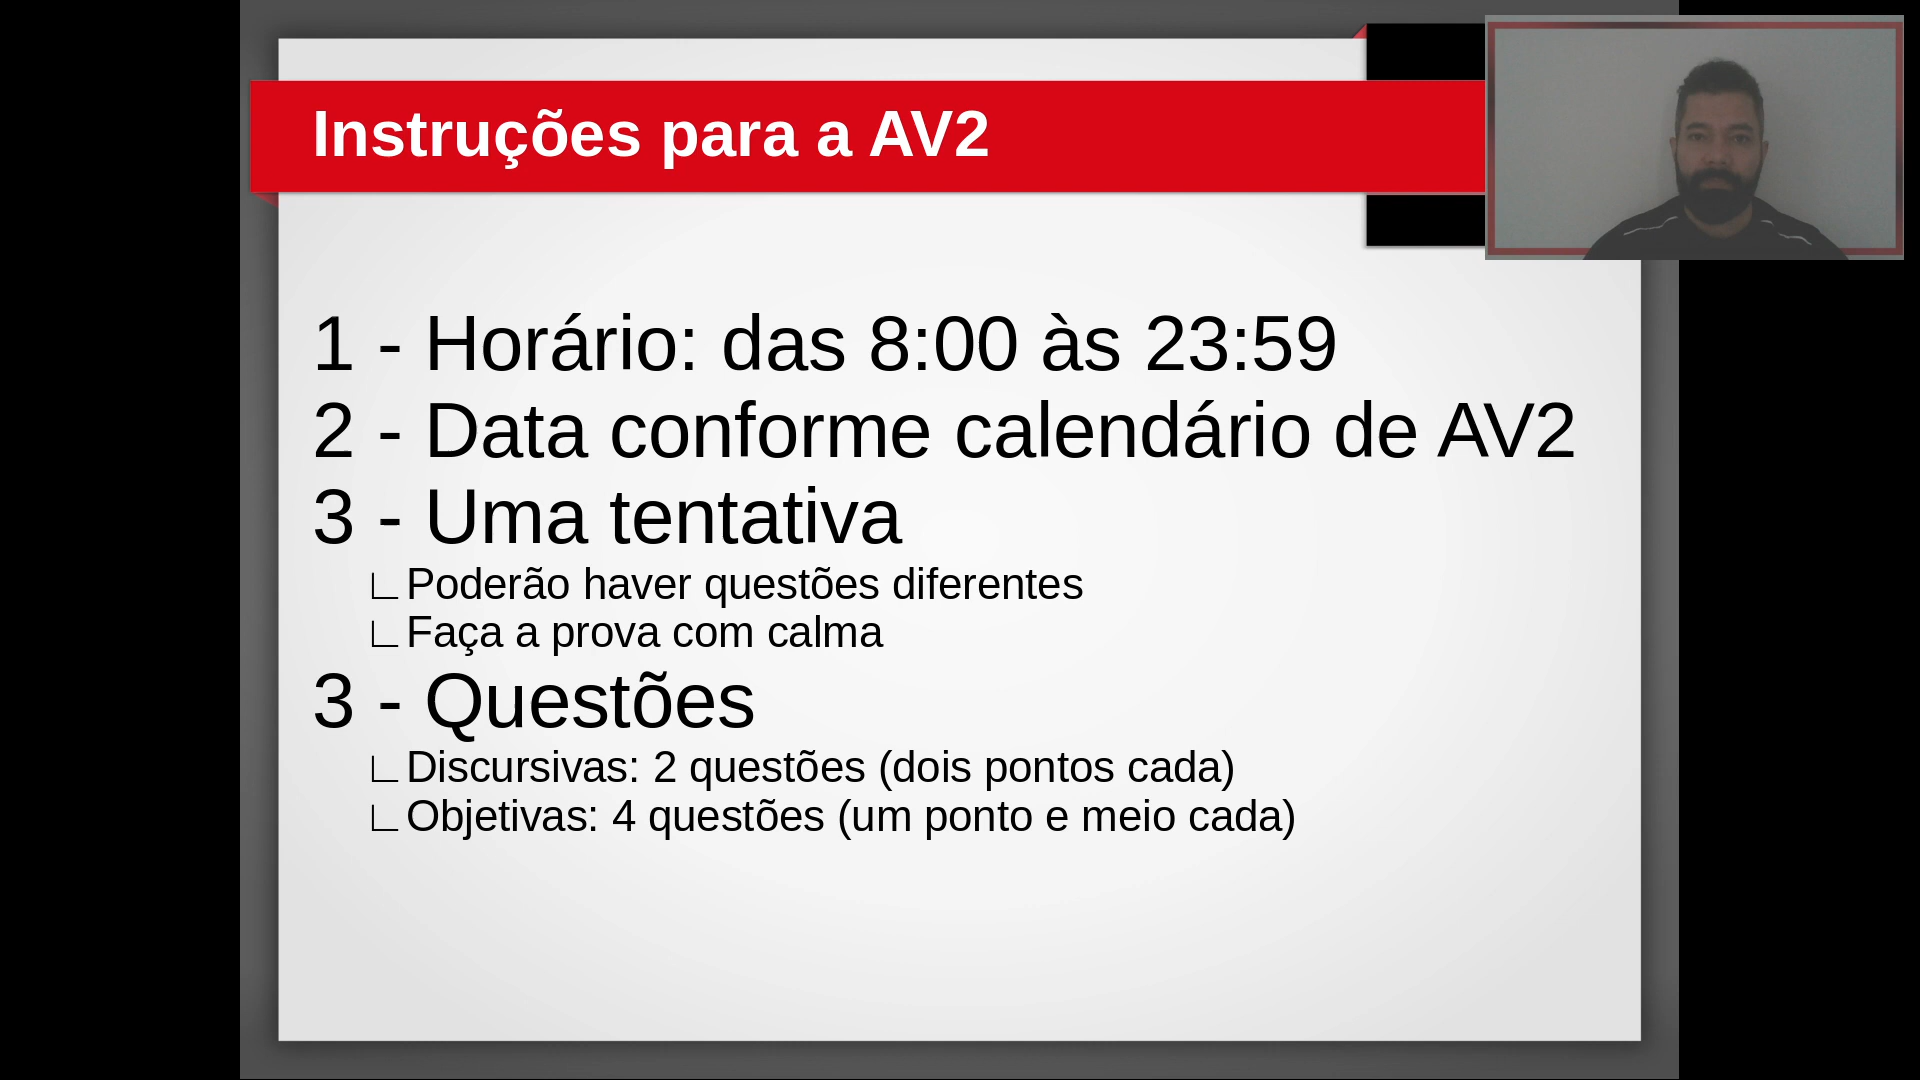 Instruções para a AV2
1 - Horário: das 8:00 às 23:59
2 - Data conforme calendário de AV2
3 - Uma tentativa
Poderão haver questões diferentes
Faça a prova com calma
3 - Questões
Discursivas: 2 questões (dois pontos cada)
Objetivas: 4 questões (um ponto e meio cada)